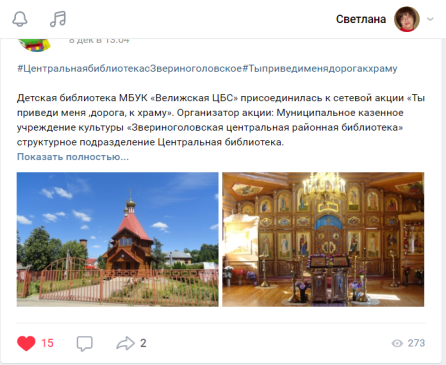 Светлана
8 дек в 13:04
#ЦентральнаябиблиотекасЗвериноголовское#Тыприведименядорогакхраму
Детская библиотека МБУК «Велижская ЦБС» присоединилась к сетевой акции «Ты
приведи меня ,дорога, к храму». Организатор акции: Муниципальное казенное
учреждение культуры «Звериноголовская центральная районная библиотека»
структурное подразделение Центральная библиотека.
Показать полностью...
15
2
273